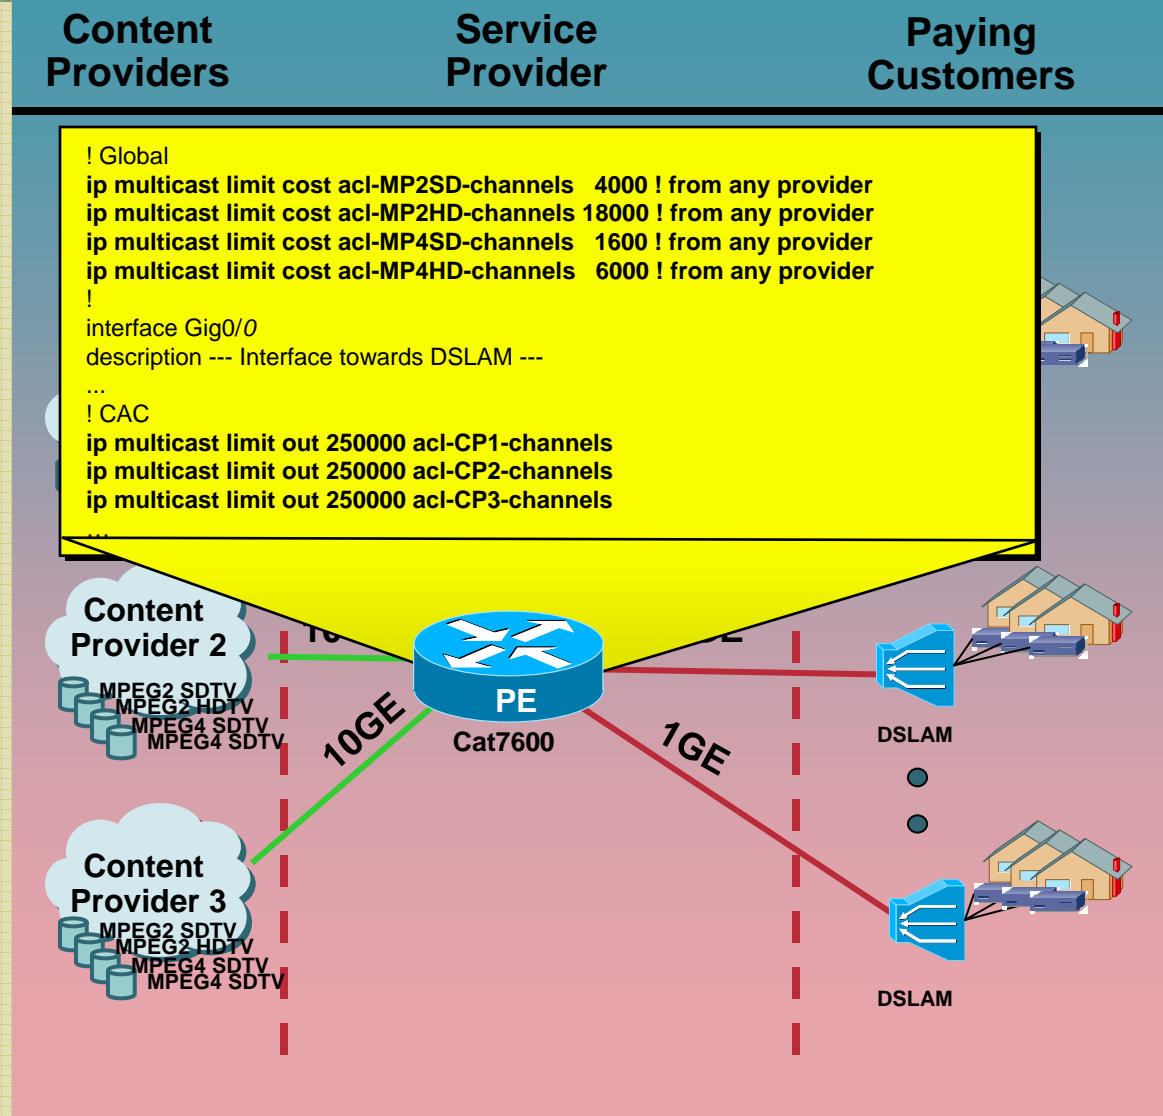 Content
Providers
Service
Provider
Paying
Customers
! Global
ip multicast limit cost acl-MP2SD-channels 4000 ! from any provider
ip multicast limit cost acl-MP2HD-channels 18000 ! from any provider
ip multicast limit cost acl-MP4SD-channels 1600 ! from any provider
ip multicast limit cost acl-MP4HD-channels 6000 ! from any provider
!
interface Gig0/0
description --- Interface towards DSLAM ---
...
! CAC
ip multicast limit out 250000 acl-CP1-channels
ip multicast limit out 250000 acl-CP2-channels
ip multicast limit out 250000 acl-CP3-channels
...
Content
Provider 2
MPEG2 SDTV
MPEG2 HDTV
MPEG4 SDTV
MPEG4 SDTV
10GE
PE
Cat7600
1GE
DSLAM
Content
Provider 3
MPEG2 SDTV
MPEG2 HDTV
MPEG4 SDTV
MPEG4 SDTV
DSLAM